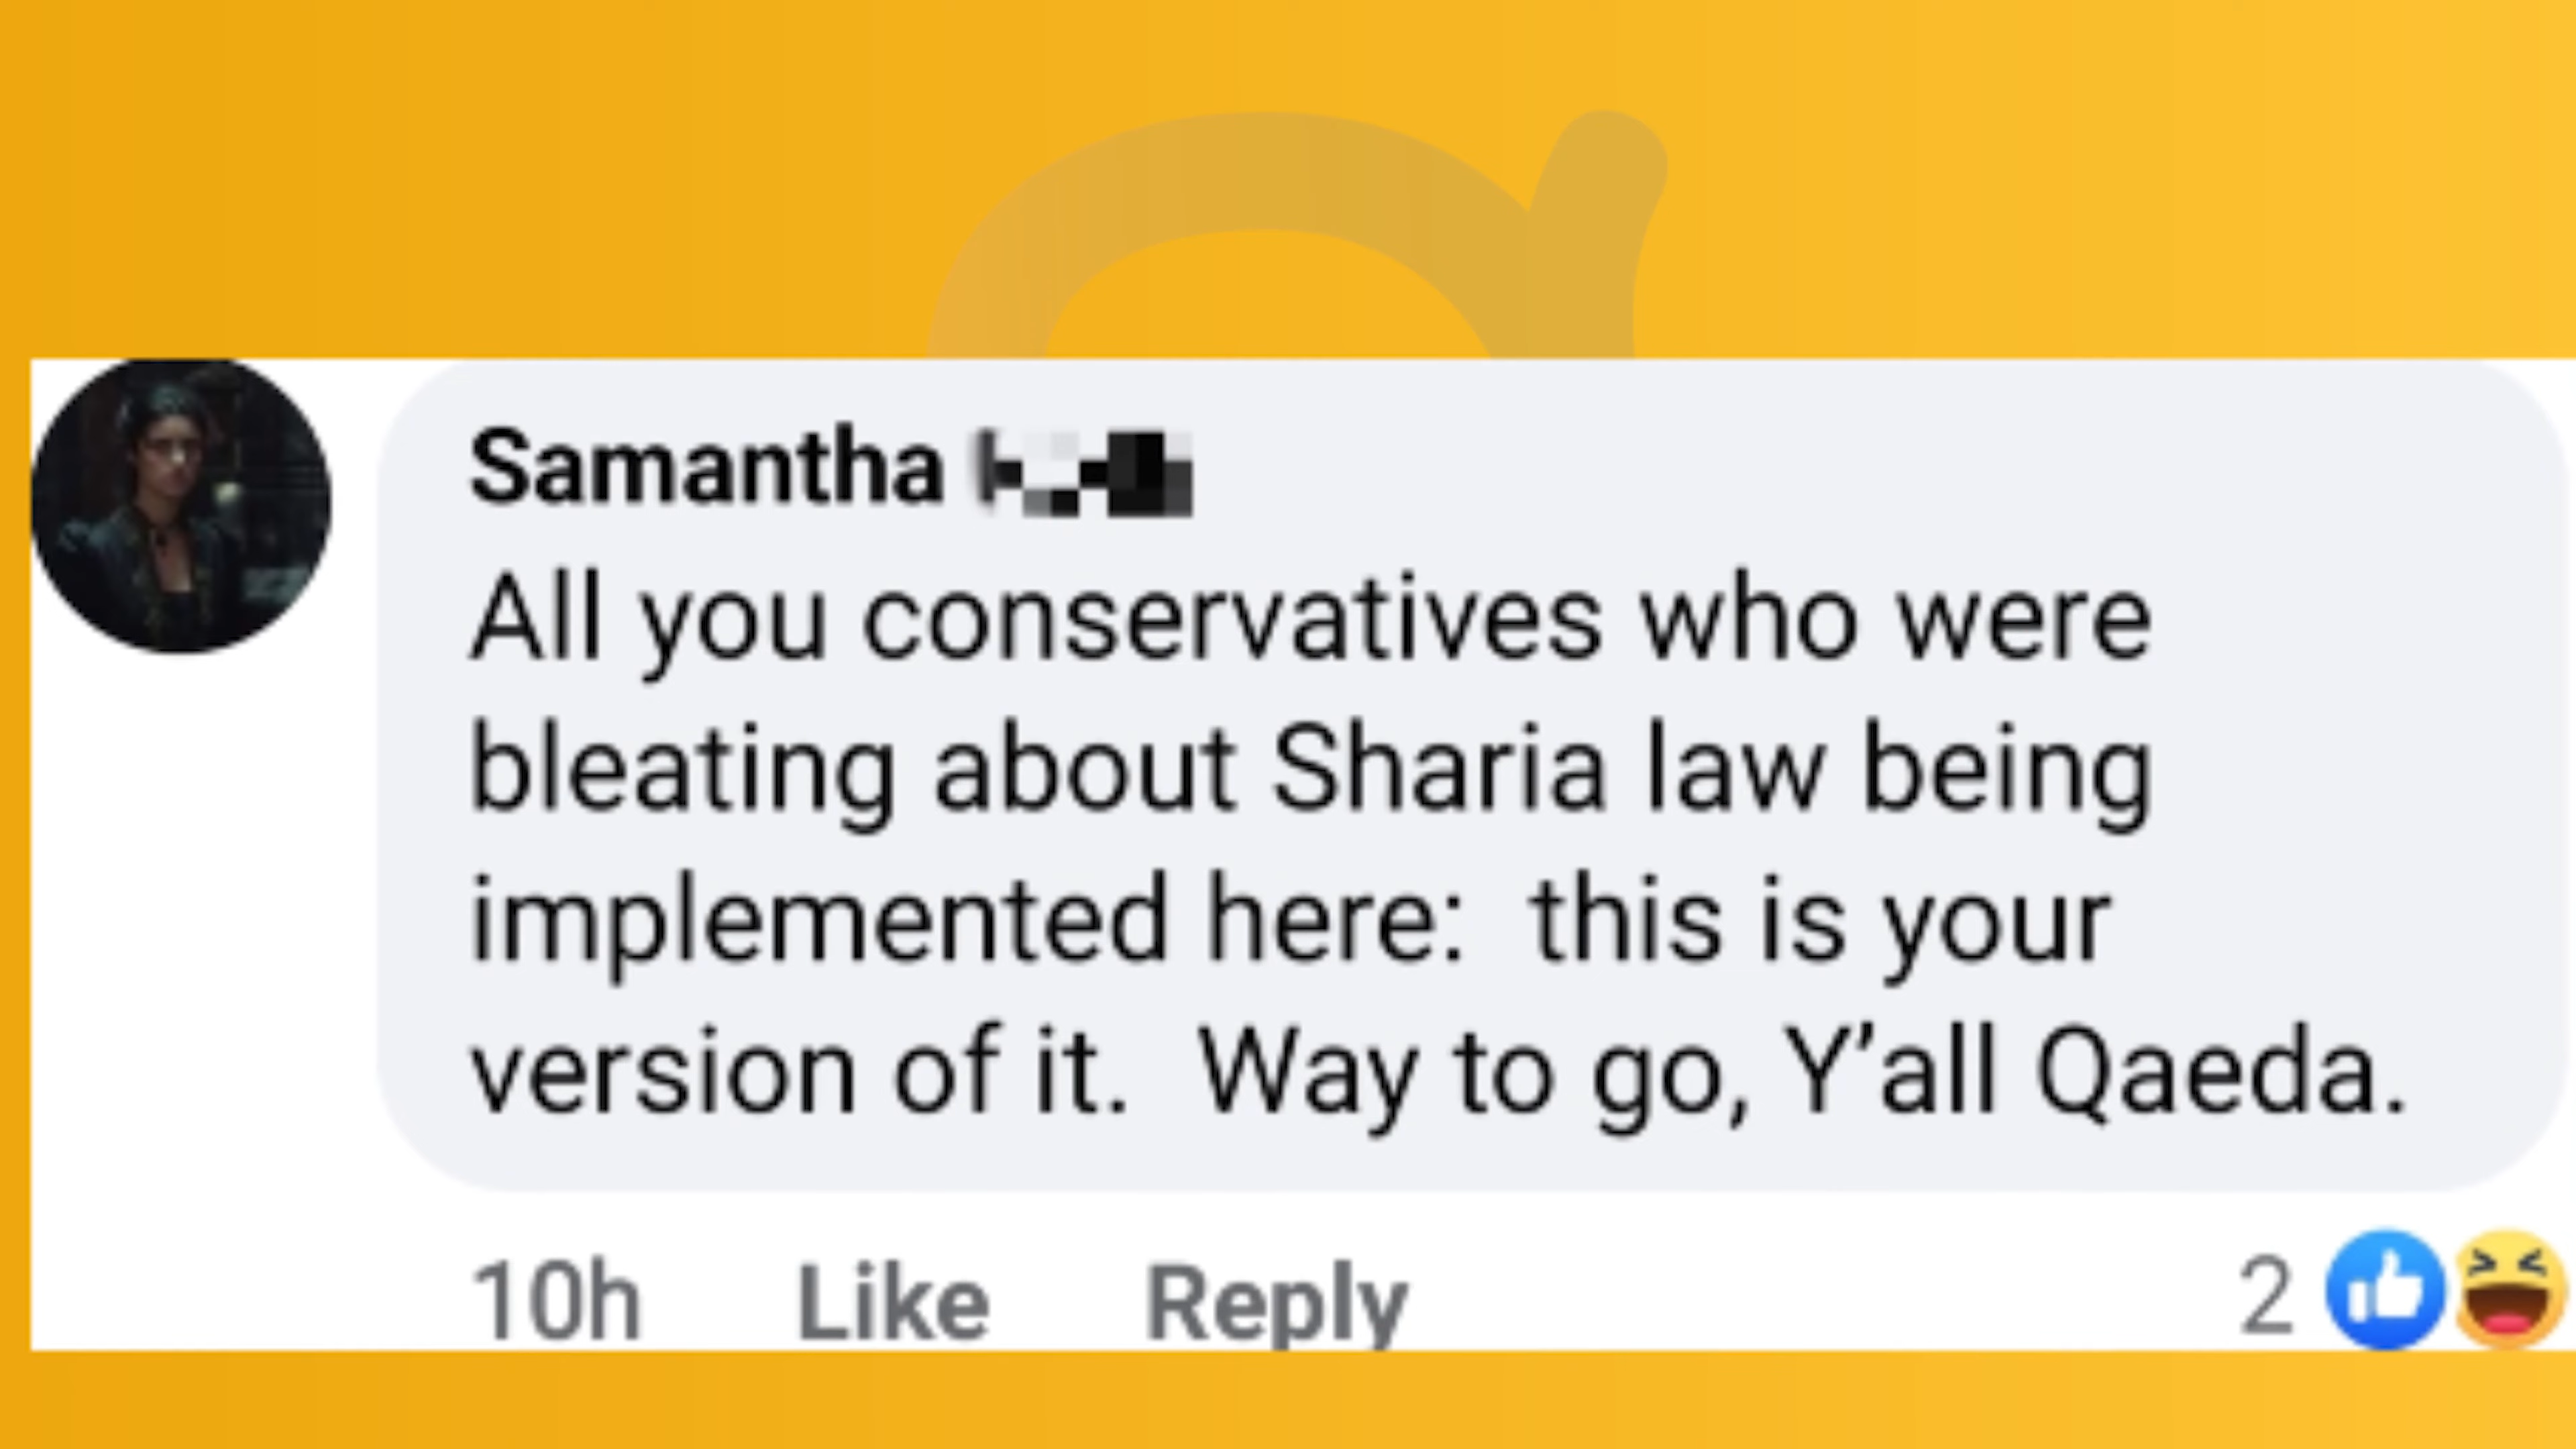 Samantha
All you conservatives who were
bleating about Sharia law being
implemented here:  this is your
version of it.  Way to go, Y’all Qaeda.
10h Like Reply 2